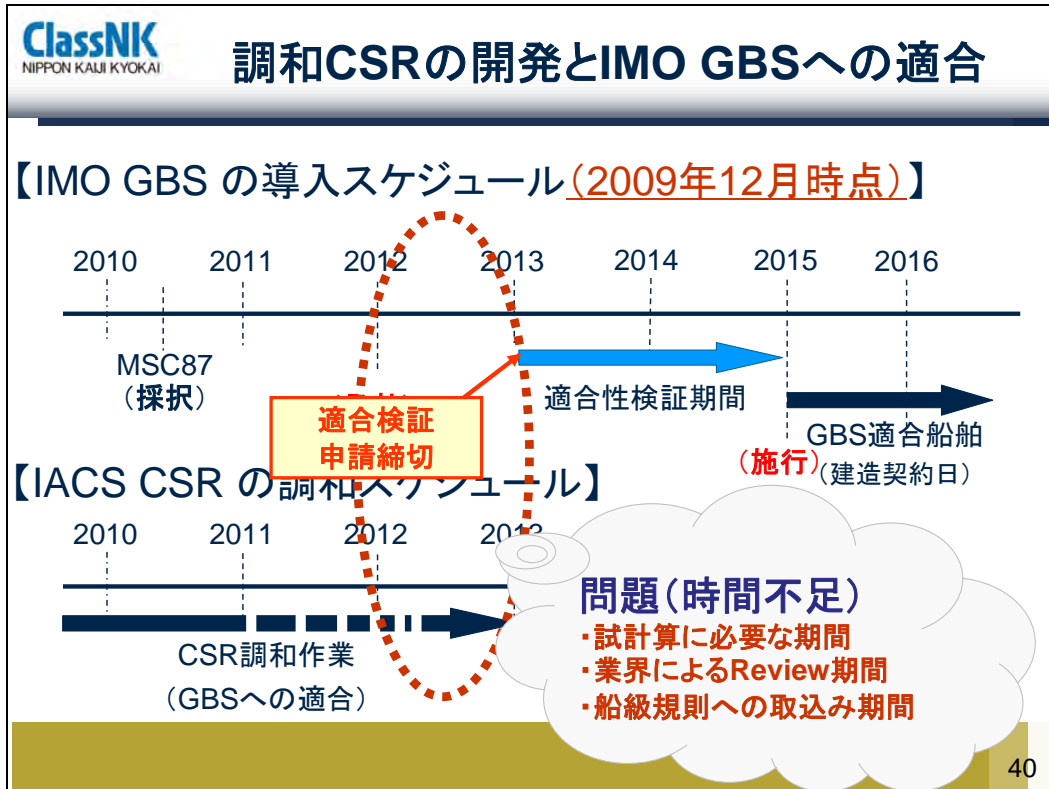 ClassNK
NIPPON KAIJI KYOKAI
調和CSRの開発とIMO GBSへの適合
【IMO GBS の導入スケジュール(2009年12月時点)】
2010 2011 2012 2013 2014 2015 2016
MSC87
(採択)
適合検証
申請締切
適合性検証期間
GBS適合船舶
(施行)
(建造契約日)
【IACS CSR の調和スケジュール】
2010 2011 2012 2013
CSR調和作業
(GBSへの適合)
問題(時間不足)
・試計算に必要な期間
・業界によるReview期間
・船級規則への取込み期間
40